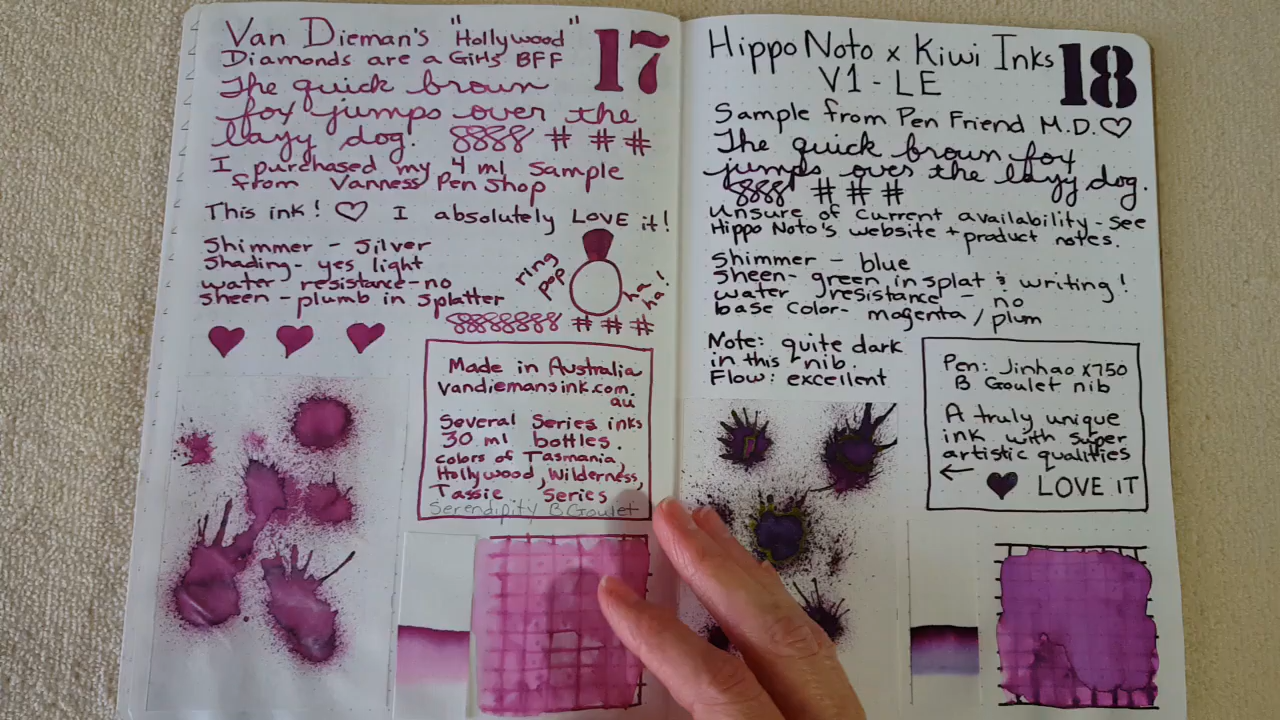 Van Dieman's "Hollywood"
Diamonds are a Girls BFF
17
The quick brown
fox jumps over the
lazy dog. 8888 # # #
I purchased my 4 ml sample
from Vanness Pen Shop
This ink! ♡ I absolutely LOVE it!
Shimmer - Silver
Shading - yes light
water resistance - no
Sheen - plumb in splatter
ring
pop
ha!
ha!
88888888 # # #
Made in Australia
vandiemansink.com.
au
Several Series inks
30 ml bottles.
colors of Tasmania,
Hollywood, Wilderness,
Tassie Series
Serendipity B Goulet
Hippo Noto x Kiwi Inks
V1 - LE
18
Sample from Pen Friend M.D. ♡
The quick brown fox
jumps over the lazy dog.
8888 # # #
Unsure of current availability - see
Hippo Noto's website + product notes.
Shimmer - blue
Sheen - green in splat & writing!
water resistance - no
base color - magenta / plum
Note: quite dark
in this nib.
Flow: excellent
Pen: Jinhao X750
B Goulet nib
A truly unique
ink with super
artistic qualities
← ♥ LOVE IT